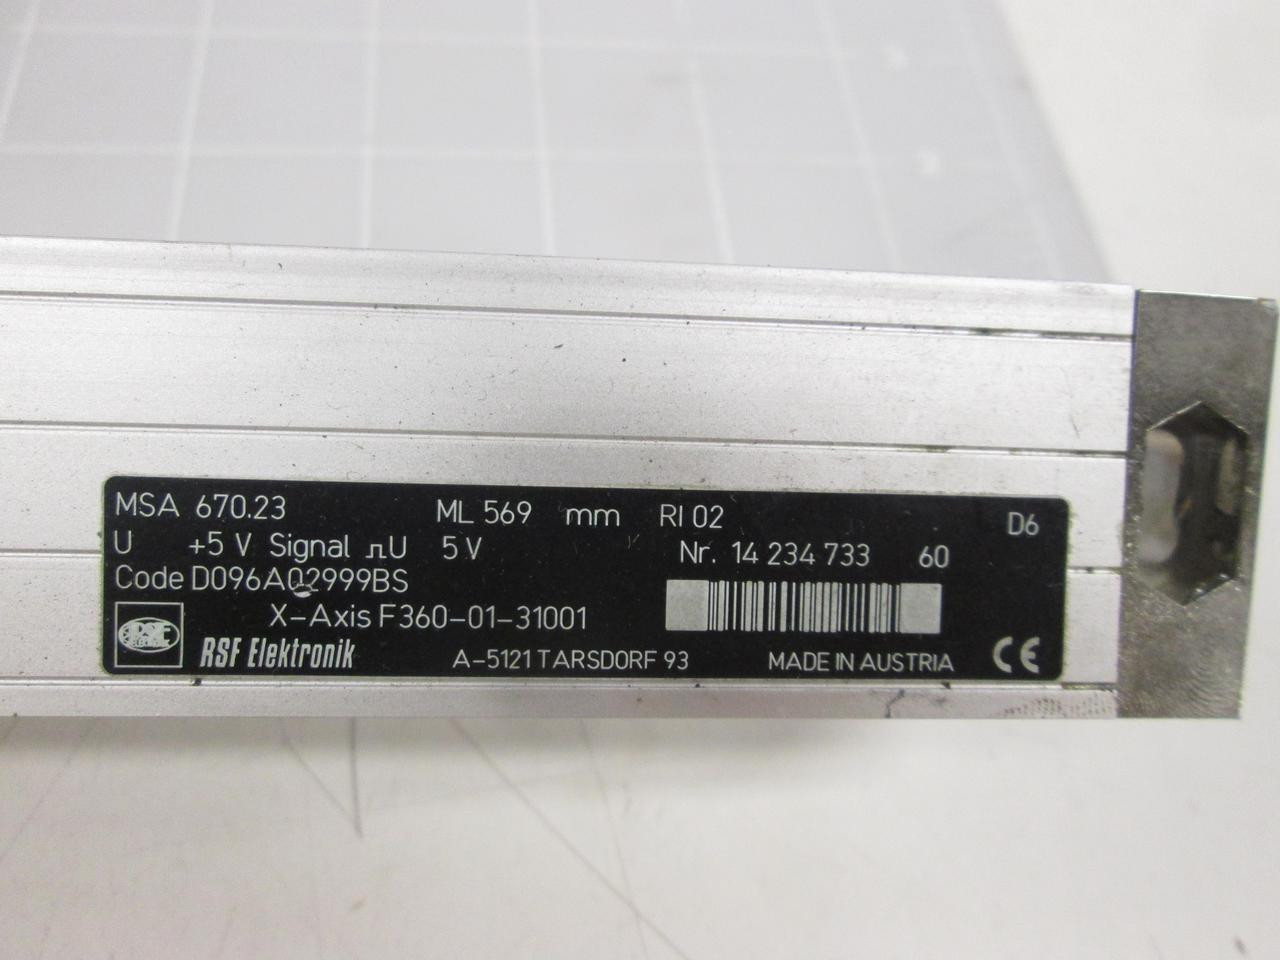 MSA 670.23 ML 569 mm RI 02 D6
U +5 V Signal ⎍U 5 V Nr. 14 234 733 60
Code D096A02999BS
X-Axis F360-01-31001
RSF RSF Elektronik A-5121 TARSDORF 93 MADE IN AUSTRIA CE